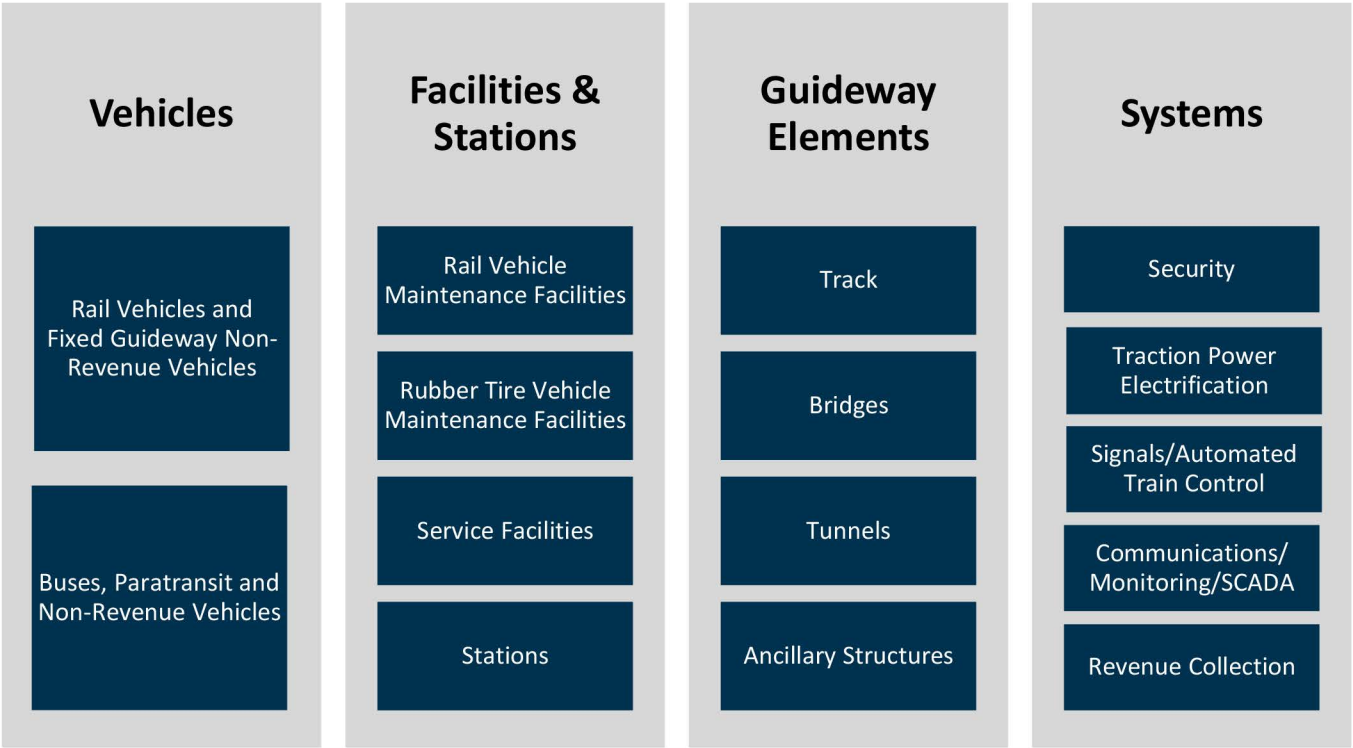 Vehicles
Rail Vehicles and
Fixed Guideway Non-
Revenue Vehicles
Buses, Paratransit and
Non-Revenue Vehicles
Facilities &
Stations
Rail Vehicle
Maintenance Facilities
Rubber Tire Vehicle
Maintenance Facilities
Service Facilities
Stations
Guideway
Elements
Track
Bridges
Tunnels
Ancillary Structures
Systems
Security
Traction Power
Electrification
Signals/Automated
Train Control
Communications/
Monitoring/SCADA
Revenue Collection